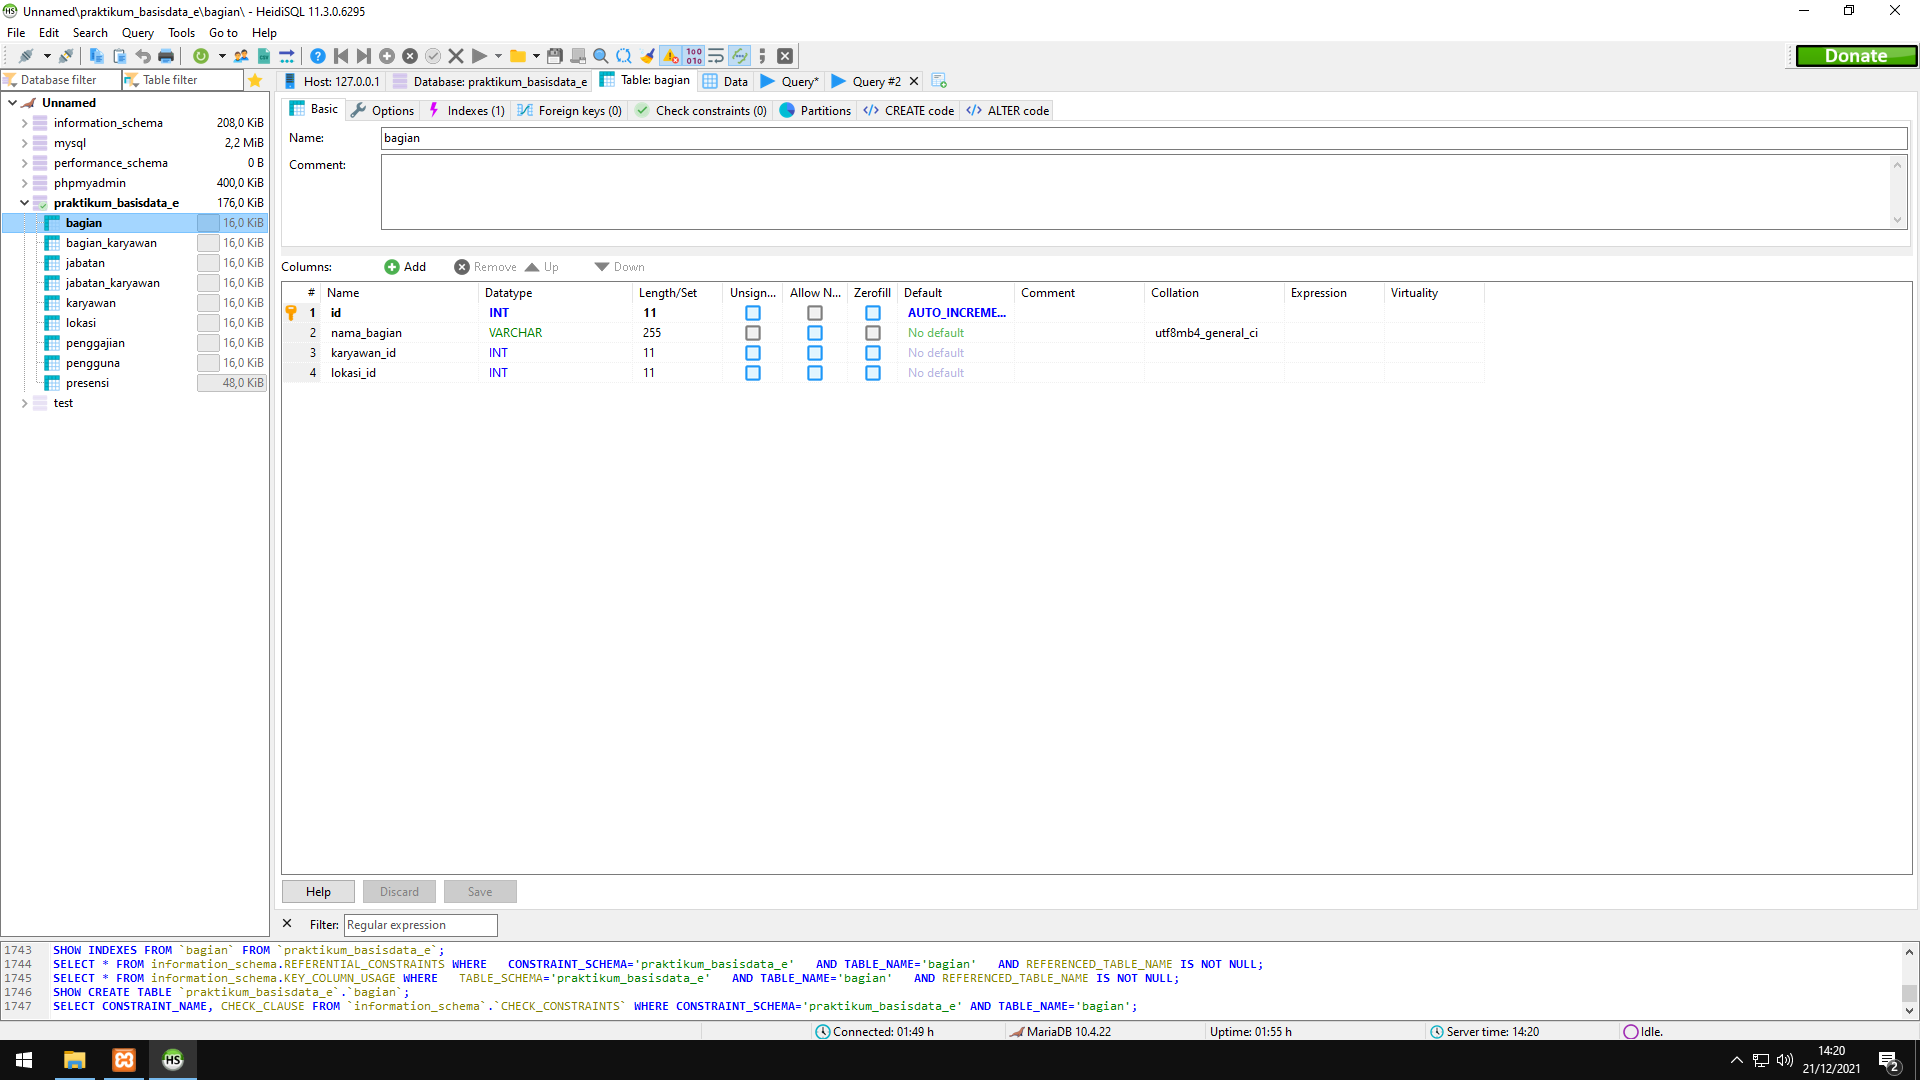 Unnamed\praktikum_basisdata_e\bagian\ - HeidiSQL 11.3.0.6295
File Edit Search Query Tools Go to Help
Donate
Database filter Table filter
Host: 127.0.0.1 Database: praktikum_basisdata_e Table: bagian Data Query* Query #2
Unnamed
information_schema 208,0 KiB
mysql 2,2 MiB
performance_schema 0 B
phpmyadmin 400,0 KiB
praktikum_basisdata_e 176,0 KiB
bagian 16,0 KiB
bagian_karyawan 16,0 KiB
jabatan 16,0 KiB
jabatan_karyawan 16,0 KiB
karyawan 16,0 KiB
lokasi 16,0 KiB
penggajian 16,0 KiB
pengguna 16,0 KiB
presensi 48,0 KiB
test
Basic Options Indexes (1) Foreign keys (0) Check constraints (0) Partitions CREATE code ALTER code
Name: bagian
Comment:
Columns: Add Remove Up Down
# Name Datatype Length/Set Unsign... Allow N... Zerofill Default Comment Collation Expression Virtuality
1 id INT 11 AUTO_INCREME...
2 nama_bagian VARCHAR 255 No default utf8mb4_general_ci
3 karyawan_id INT 11 No default
4 lokasi_id INT 11 No default
Help Discard Save
Filter: Regular expression
1743 SHOW INDEXES FROM `bagian` FROM `praktikum_basisdata_e`;
1744 SELECT * FROM information_schema.REFERENTIAL_CONSTRAINTS WHERE   CONSTRAINT_SCHEMA='praktikum_basisdata_e'   AND TABLE_NAME='bagian'   AND REFERENCED_TABLE_NAME IS NOT NULL;
1745 SELECT * FROM information_schema.KEY_COLUMN_USAGE WHERE   TABLE_SCHEMA='praktikum_basisdata_e'   AND TABLE_NAME='bagian'   AND REFERENCED_TABLE_NAME IS NOT NULL;
1746 SHOW CREATE TABLE `praktikum_basisdata_e`.`bagian`;
1747 SELECT CONSTRAINT_NAME, CHECK_CLAUSE FROM `information_schema`.`CHECK_CONSTRAINTS` WHERE CONSTRAINT_SCHEMA='praktikum_basisdata_e' AND TABLE_NAME='bagian';
Connected: 01:49 h MariaDB 10.4.22 Uptime: 01:55 h Server time: 14:20 Idle.
HS
14:20
21/12/2021
2